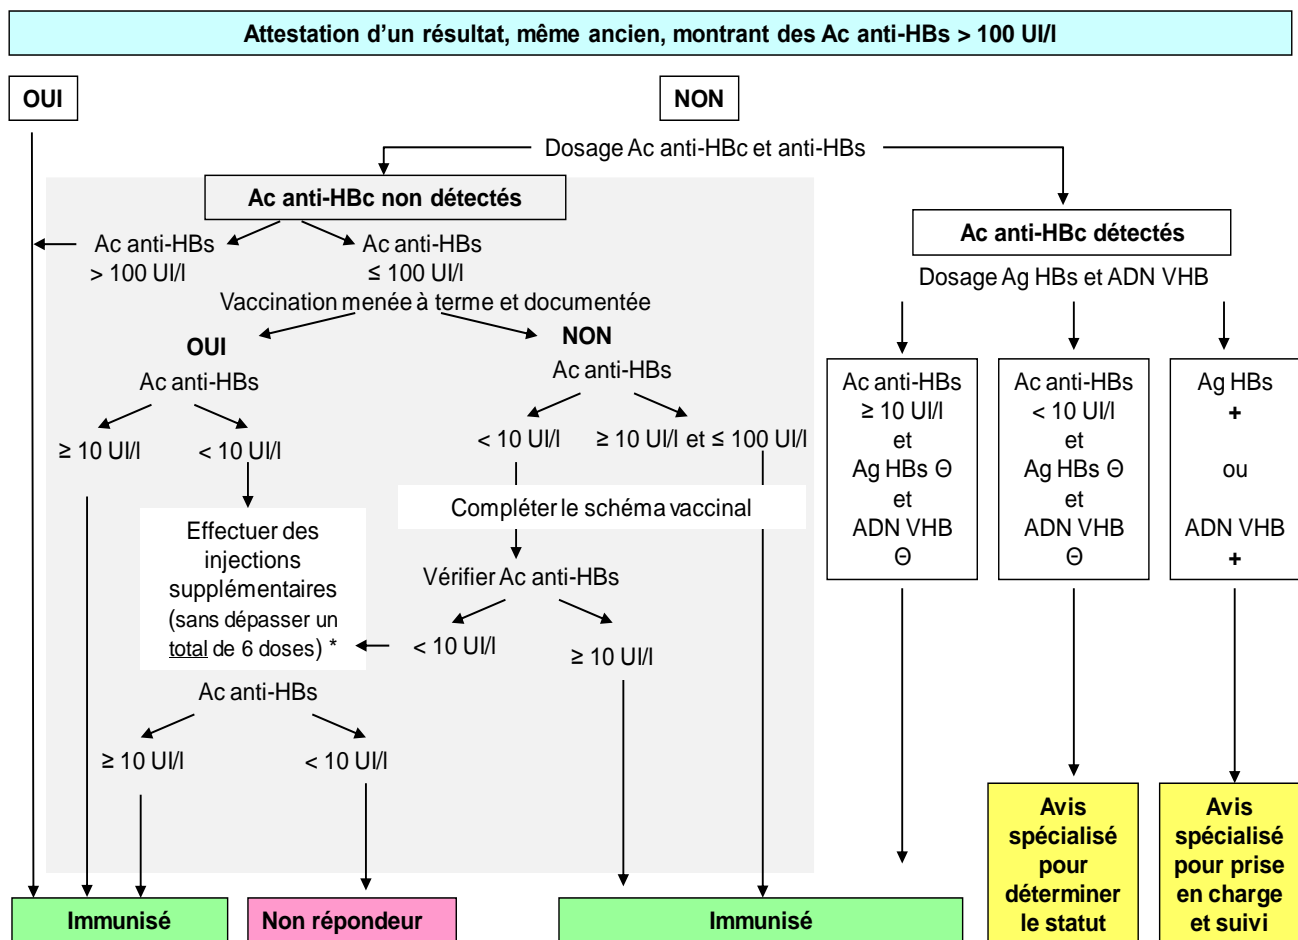 Attestation d’un résultat, même ancien, montrant des Ac anti-HBs > 100 UI/l
OUI
NON
Dosage Ac anti-HBc et anti-HBs
Ac anti-HBc non détectés
Ac anti-HBs
> 100 UI/l
Ac anti-HBs
≤ 100 UI/l
Vaccination menée à terme et documentée
OUI
Ac anti-HBs
≥ 10 UI/l
< 10 UI/l
Effectuer des
injections
supplémentaires
(sans dépasser un
total de 6 doses) *
Ac anti-HBs
≥ 10 UI/l
< 10 UI/l
NON
Ac anti-HBs
< 10 UI/l
≥ 10 UI/l et ≤ 100 UI/l
Compléter le schéma vaccinal
Vérifier Ac anti-HBs
< 10 UI/l
≥ 10 UI/l
Ac anti-HBc détectés
Dosage Ag HBs et ADN VHB
Ac anti-HBs
≥ 10 UI/l
et
Ag HBs Θ
et
ADN VHB
Θ
Ac anti-HBs
< 10 UI/l
et
Ag HBs Θ
et
ADN VHB
Θ
Ag HBs
+
ou
ADN VHB
+
Immunisé
Non répondeur
Immunisé
Avis
spécialisé
pour
déterminer
le statut
Avis
spécialisé
pour prise
en charge
et suivi